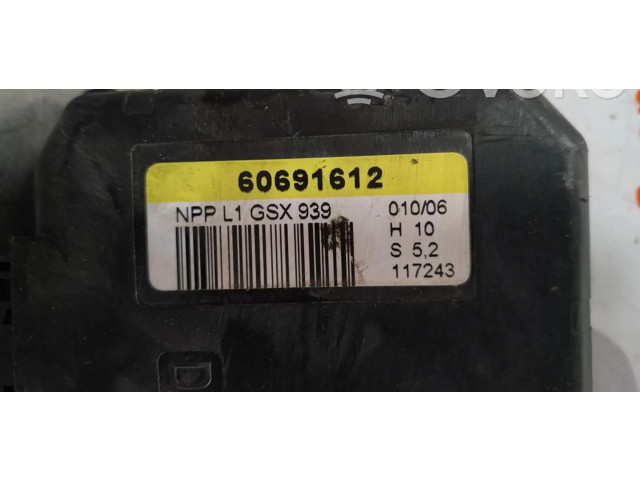 60691612
NPP L1 GSX 939
010/06
H 10
S 5,2
117243
D